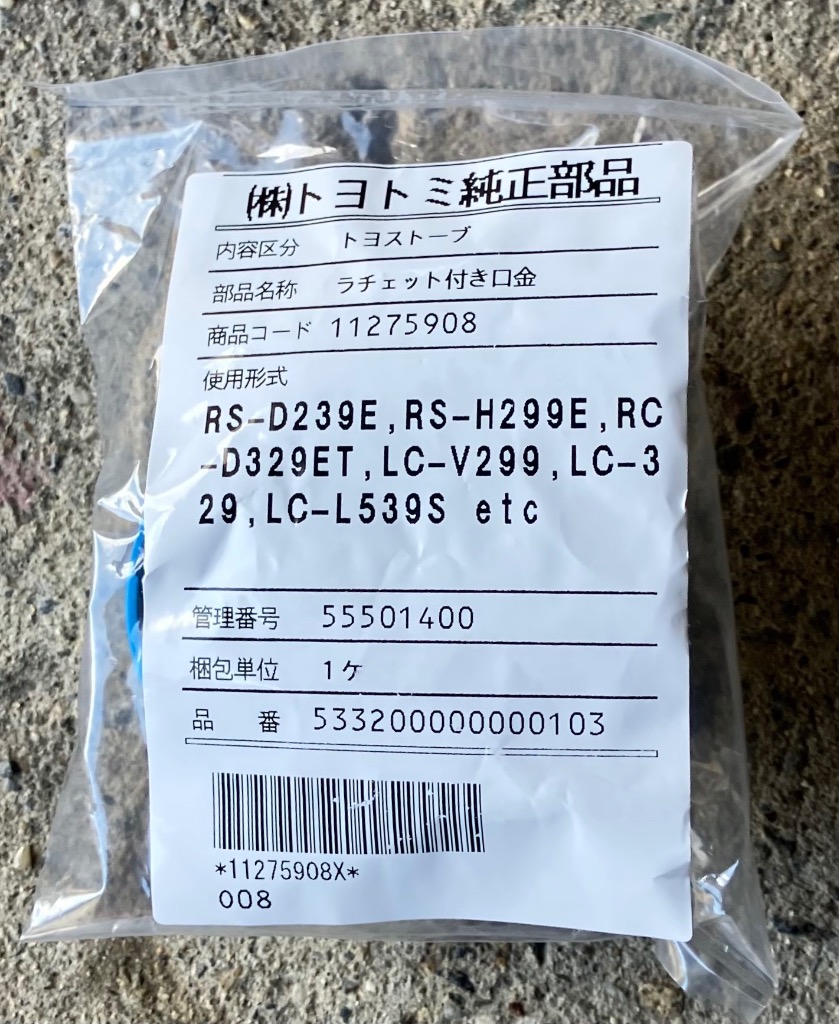 ㈱トヨトミ純正部品
内容区分 トヨストーブ
部品名称 ラチェット付き口金
商品コード 11275908
使用形式
RS-D239E,RS-H299E,RC
-D329ET,LC-V299,LC-3
29,LC-L539S etc
管理番号 55501400
梱包単位 1ケ
品 番 533200000000103
*11275908X*
008